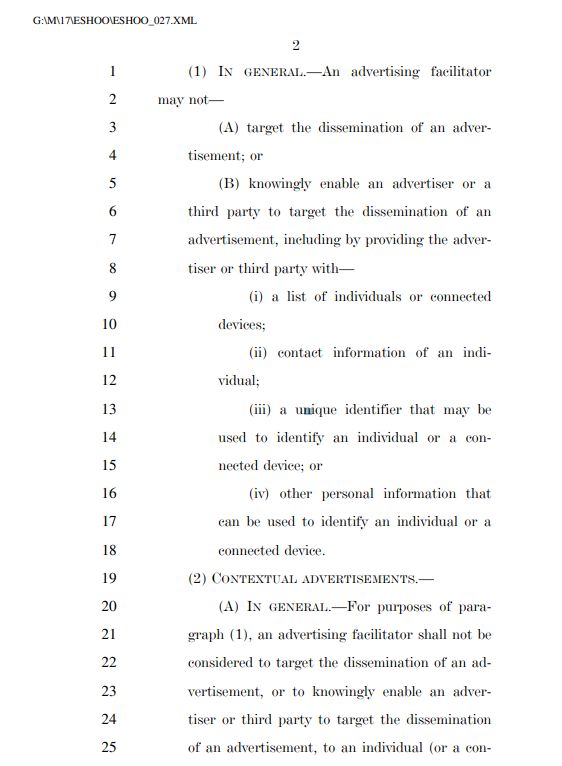 G:\M\17\ESHOO\ESHOO_027.XML
2
1 (1) IN GENERAL.—An advertising facilitator
2 may not—
3 (A) target the dissemination of an adver-
4 tisement; or
5 (B) knowingly enable an advertiser or a
6 third party to target the dissemination of an
7 advertisement, including by providing the adver-
8 tiser or third party with—
9 (i) a list of individuals or connected
10 devices;
11 (ii) contact information of an indi-
12 vidual;
13 (iii) a unique identifier that may be
14 used to identify an individual or a con-
15 nected device; or
16 (iv) other personal information that
17 can be used to identify an individual or a
18 connected device.
19 (2) CONTEXTUAL ADVERTISEMENTS.—
20 (A) IN GENERAL.—For purposes of para-
21 graph (1), an advertising facilitator shall not be
22 considered to target the dissemination of an ad-
23 vertisement, or to knowingly enable an adver-
24 tiser or third party to target the dissemination
25 of an advertisement, to an individual (or a con-